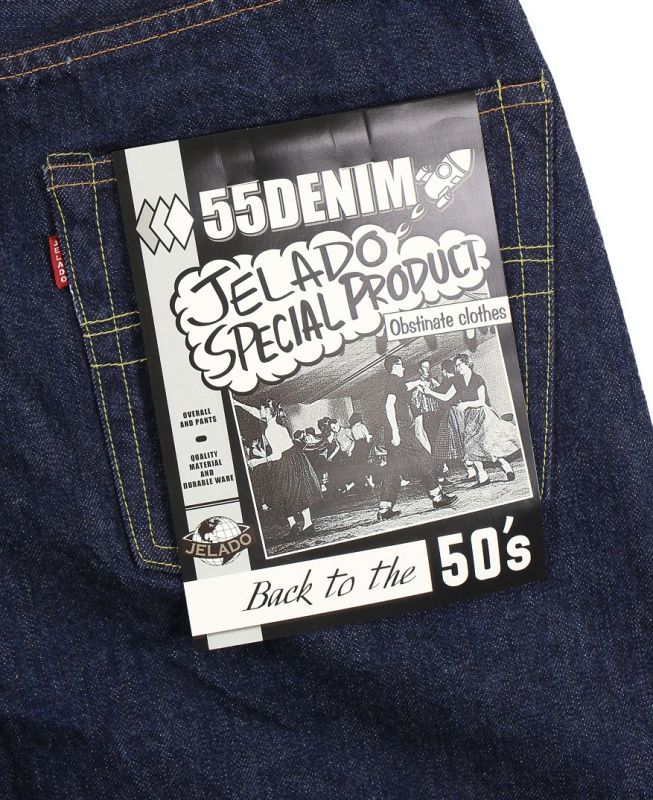 55DENIM
JELADO
SPECIAL PRODUCT
Obstinate clothes
JELADO
OVERALL
AND PANTS
-
QUALITY
MATERIAL
AND
DURABLE WARE
JELADO
Back to the 50's